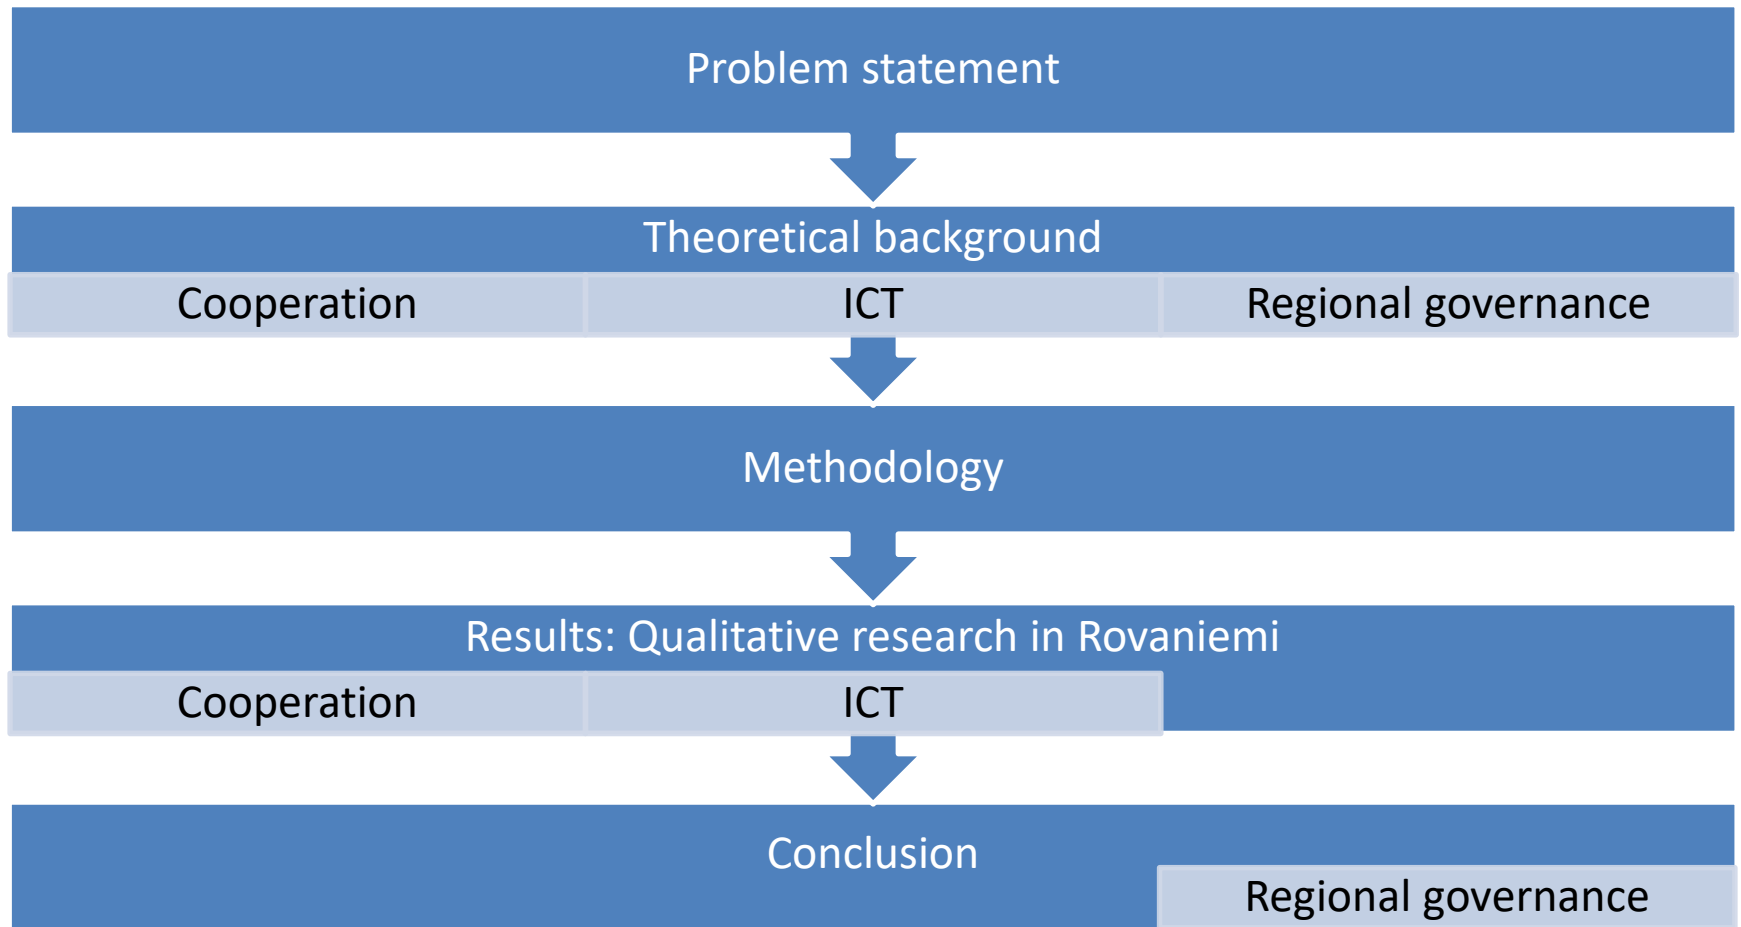 Problem statement
Theoretical background
Cooperation
ICT
Regional governance
Methodology
Results: Qualitative research in Rovaniemi
Cooperation
ICT
Conclusion
Regional governance